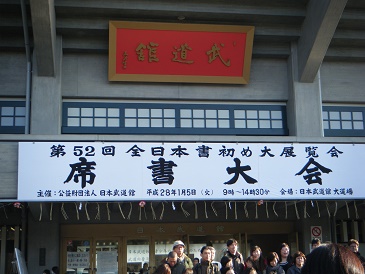 武道館
第52回 全日本書初め大展覧会
席書大会
主催：公益財団法人 日本武道館　平成28年1月5日（火）　9時～14時30分　会場：日本武道館 大道場